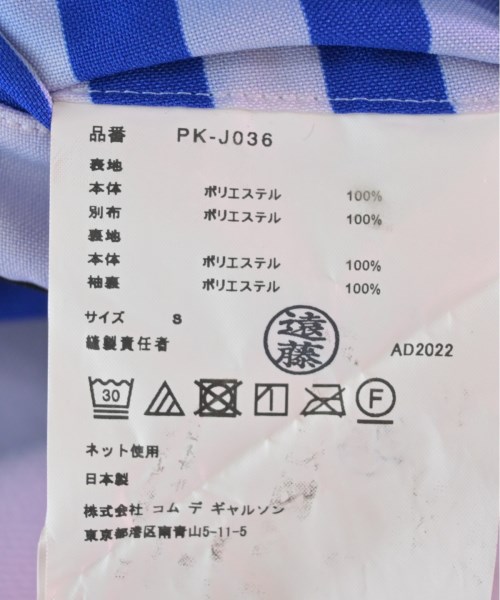 品番 PK-J036
表地
本体 ポリエステル 100%
別布 ポリエステル 100%
裏地
本体 ポリエステル 100%
袖裏 ポリエステル 100%
サイズ S
縫製責任者 遠藤 AD2022
30 F
ネット使用
日本製
株式会社 コム デ ギャルソン
東京都港区南青山5-11-5